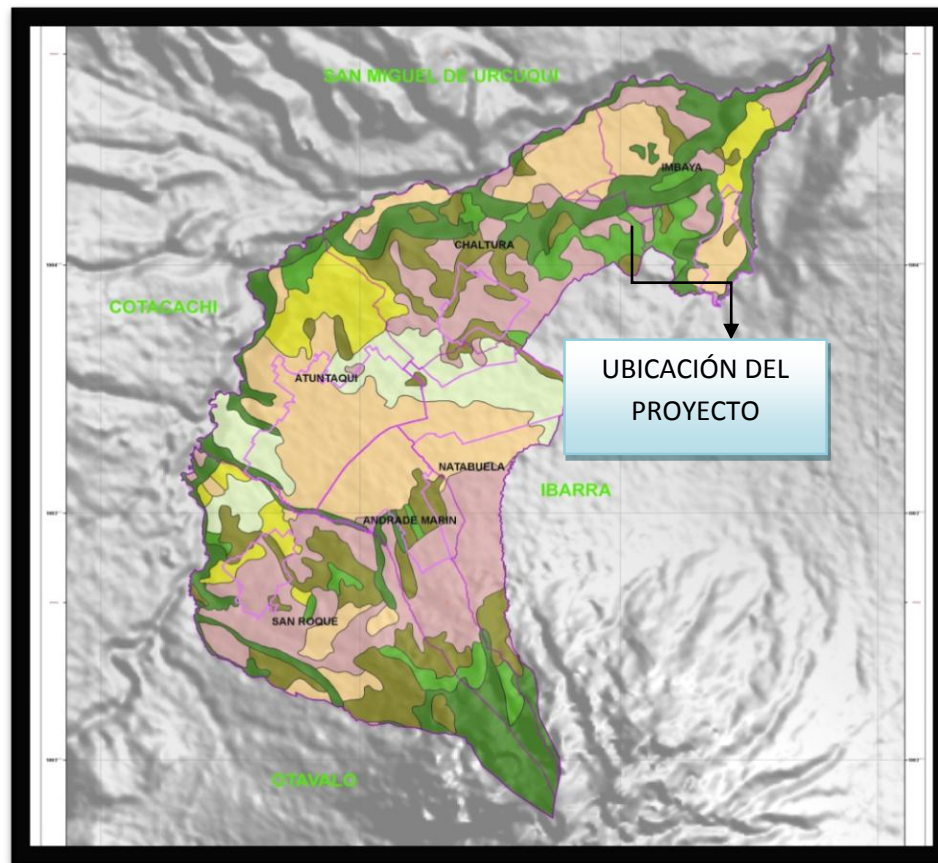 SAN MIGUEL DE URCUQUI
IMBAYA
CHALTURA
COTACACHI
UBICACIÓN DEL
PROYECTO
ATUNTAQUI
NATABUELA
IBARRA
ANDRADE MARIN
SAN ROQUE
OTAVALO